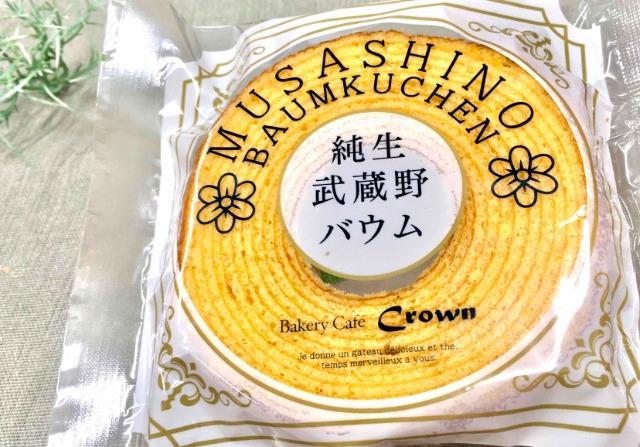 MUSASHINO
BAUMKUCHEN
純生
武蔵野
バウム
Bakery Café Crown
Je donne un gateau délicieux et the.
temps merveilleux a vous.